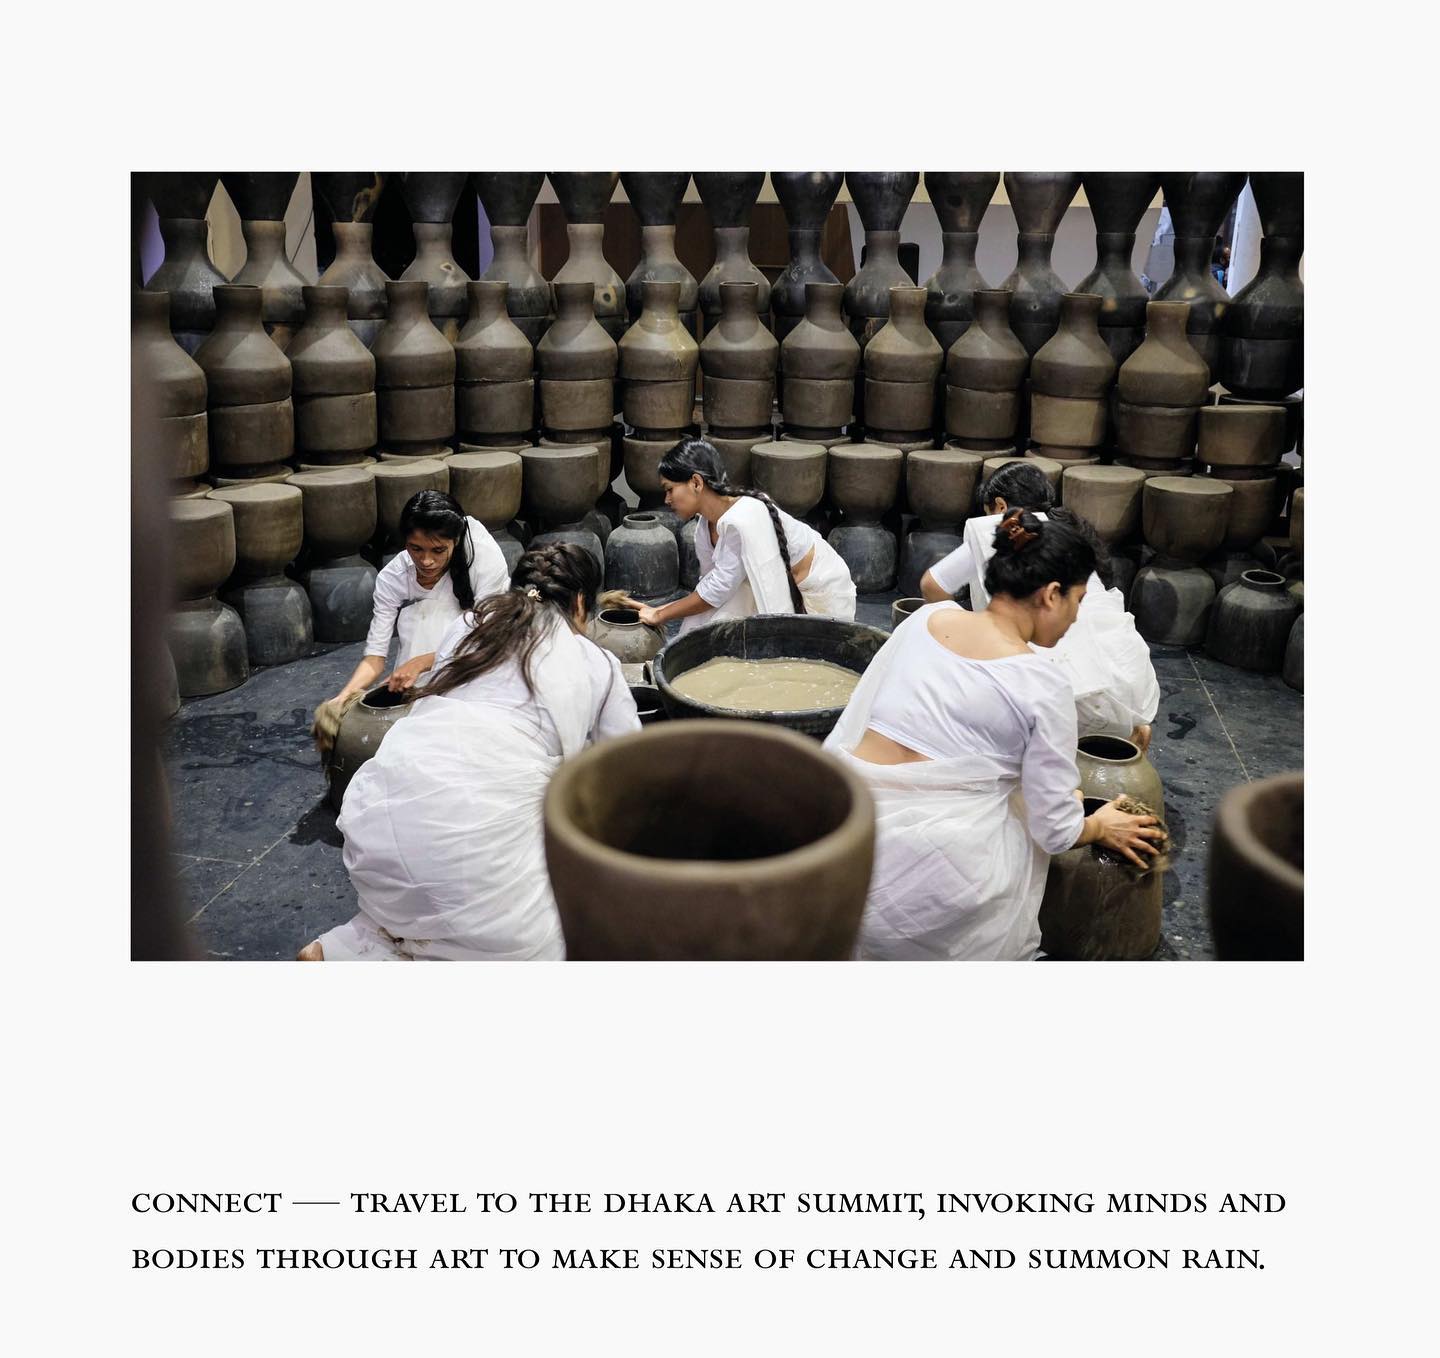 CONNECT — TRAVEL TO THE DHAKA ART SUMMIT, INVOKING MINDS AND
BODIES THROUGH ART TO MAKE SENSE OF CHANGE AND SUMMON RAIN.